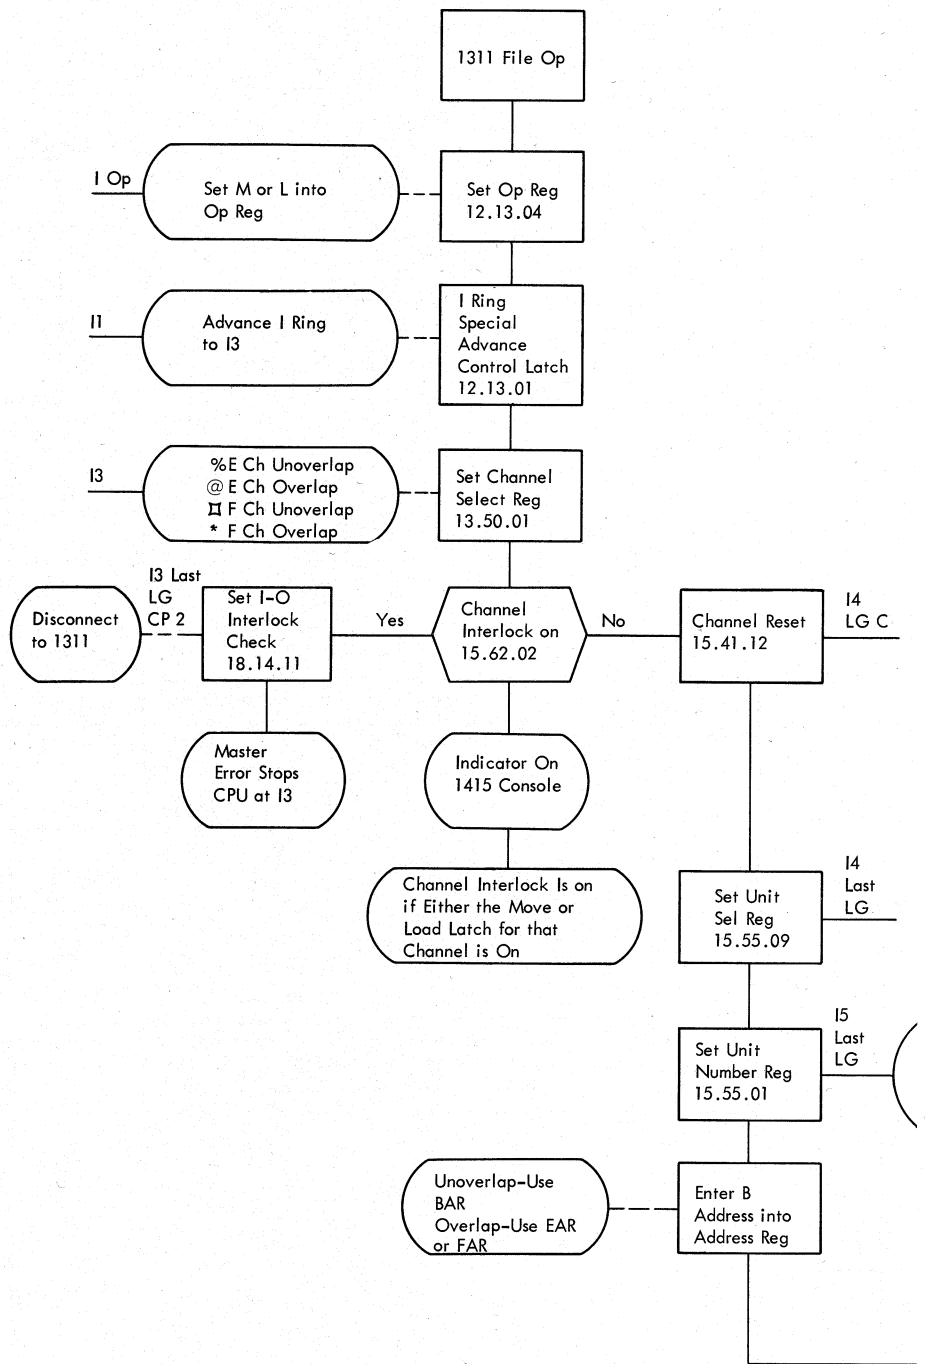 1311 File Op
I Op
Set M or L into
Op Reg
Set Op Reg
12.13.04
I1
Advance I Ring
to I3
I Ring
Special
Advance
Control Latch
12.13.01
I3
%E Ch Unoverlap
@ E Ch Overlap
⌑ F Ch Unoverlap
* F Ch Overlap
Set Channel
Select Reg
13.50.01
Disconnect
to 1311
I3 Last
LG
CP 2
Set I-O
Interlock
Check
18.14.11
Yes
Channel
Interlock on
15.62.02
No
Channel Reset
15.41.12
I4
LG C
Master
Error Stops
CPU at I3
Indicator On
1415 Console
Channel Interlock Is on
if Either the Move or
Load Latch for that
Channel is On
Set Unit
Sel Reg
15.55.09
I4
Last
LG
Set Unit
Number Reg
15.55.01
I5
Last
LG
Unoverlap-Use
BAR
Overlap-Use EAR
or FAR
Enter B
Address into
Address Reg